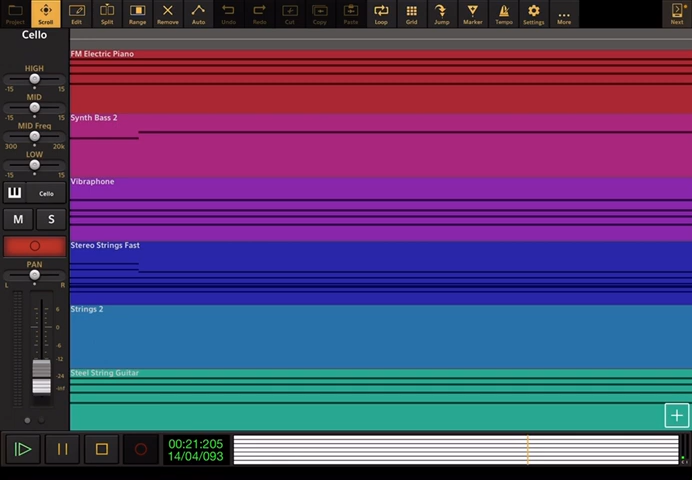 Project Scroll Edit Split Range Remove Auto Undo Redo Cut Copy Paste Loop Grid Jump Marker Tempo Settings More Next
Cello
HIGH
-15 15
MID
-15 15
MID Freq
300 20k
LOW
-15 15
Cello
M S
PAN
L R
6
0
-6
-12
-24
-inf
FM Electric Piano
Synth Bass 2
Vibraphone
Stereo Strings Fast
Strings 2
Steel String Guitar
00:21:205
14/04/093